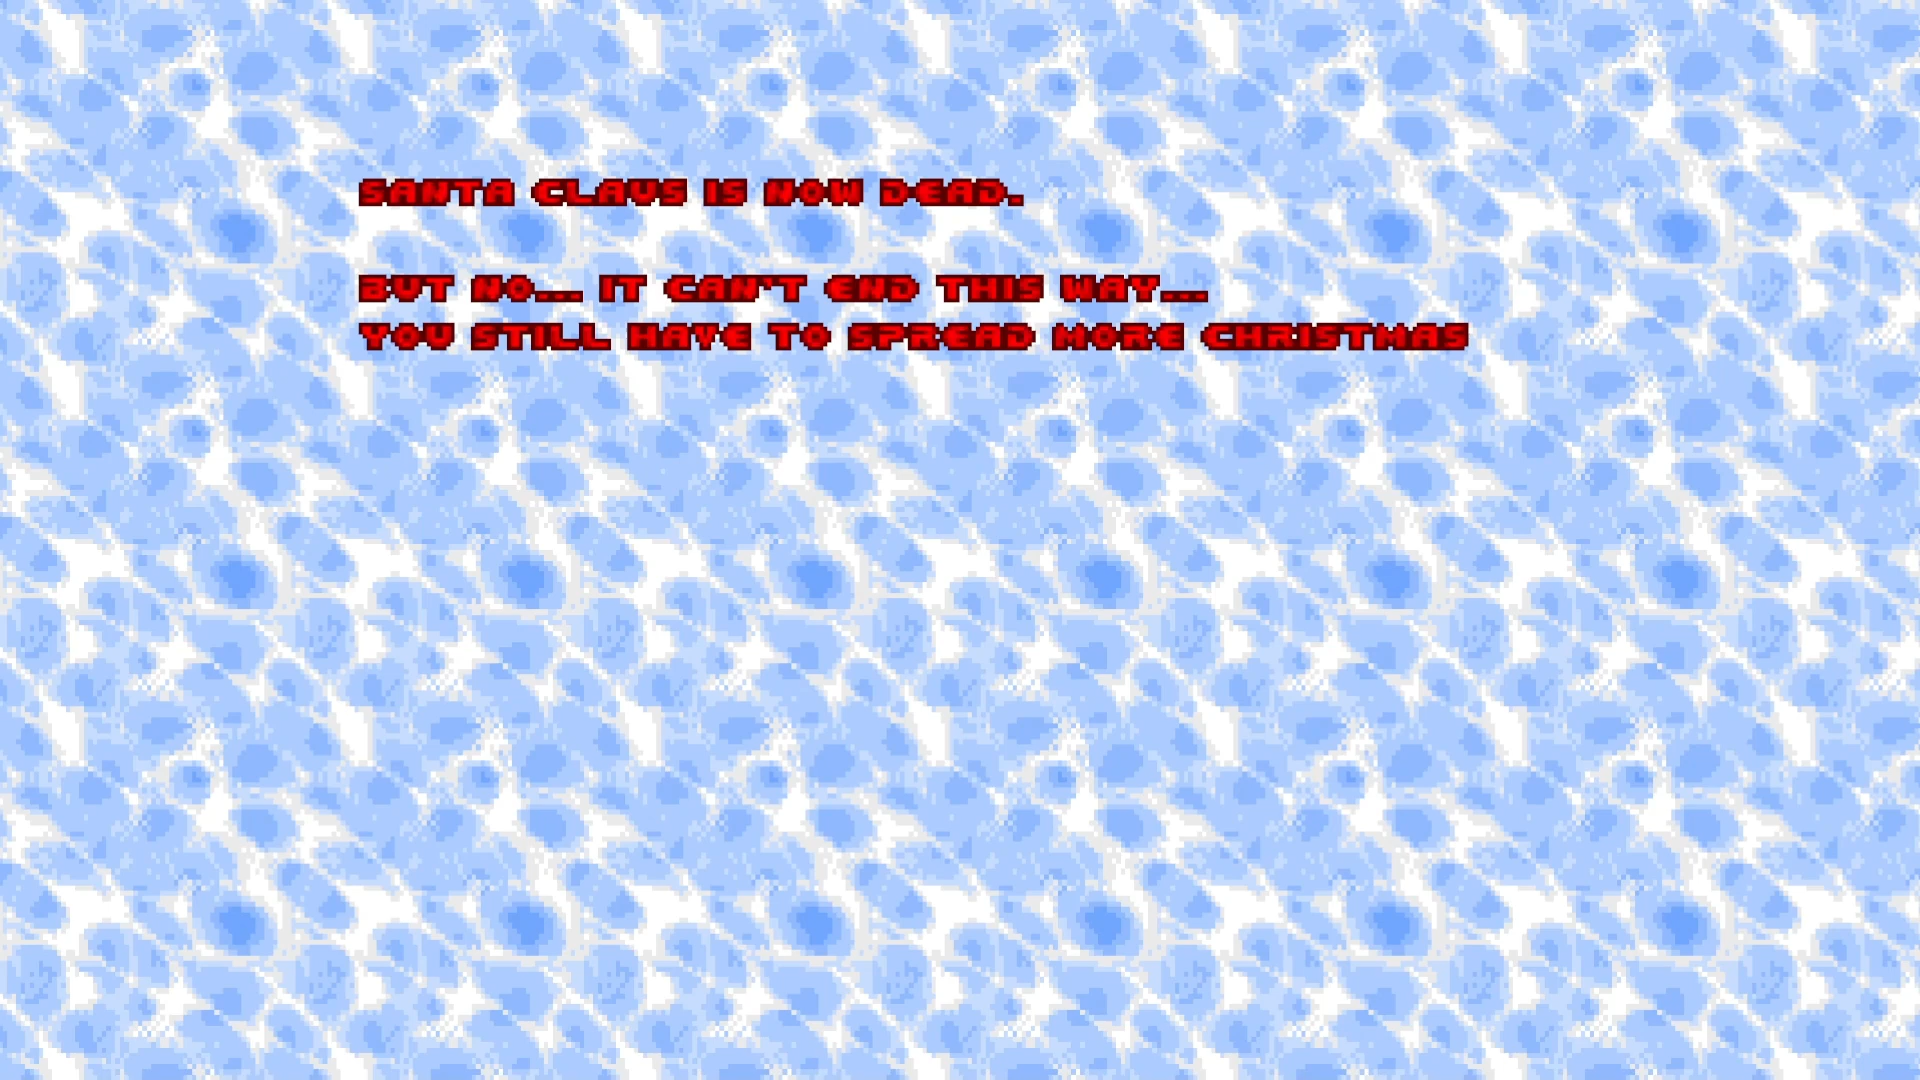 SANTA CLAUS IS NOW DEAD.
BUT NO... IT CAN'T END THIS WAY...
YOU STILL HAVE TO SPREAD MORE CHRISTMAS